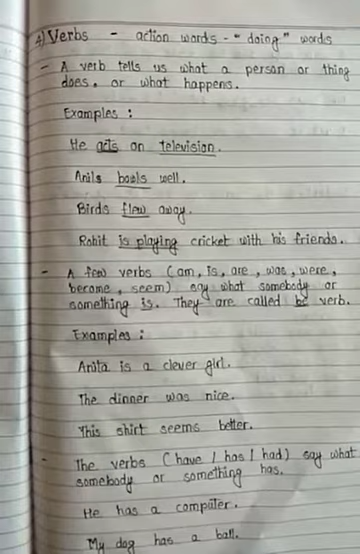 4) Verbs - action words - "doing" words
- A verb tells us what a person or thing
does, or what happens.
Examples :
He acts on television.
Anils bowls well.
Birds flew away.
Rohit is playing cricket with his friends.
- A few verbs (am, is, are, was, were,
become, seem) say what somebody or
something is. They are called be verb.
Examples :
Anita is a clever girl.
The dinner was nice.
This shirt seems better.
- The verbs (have / has / had) say what
somebody or something has.
He has a computer.
My dog has a ball.